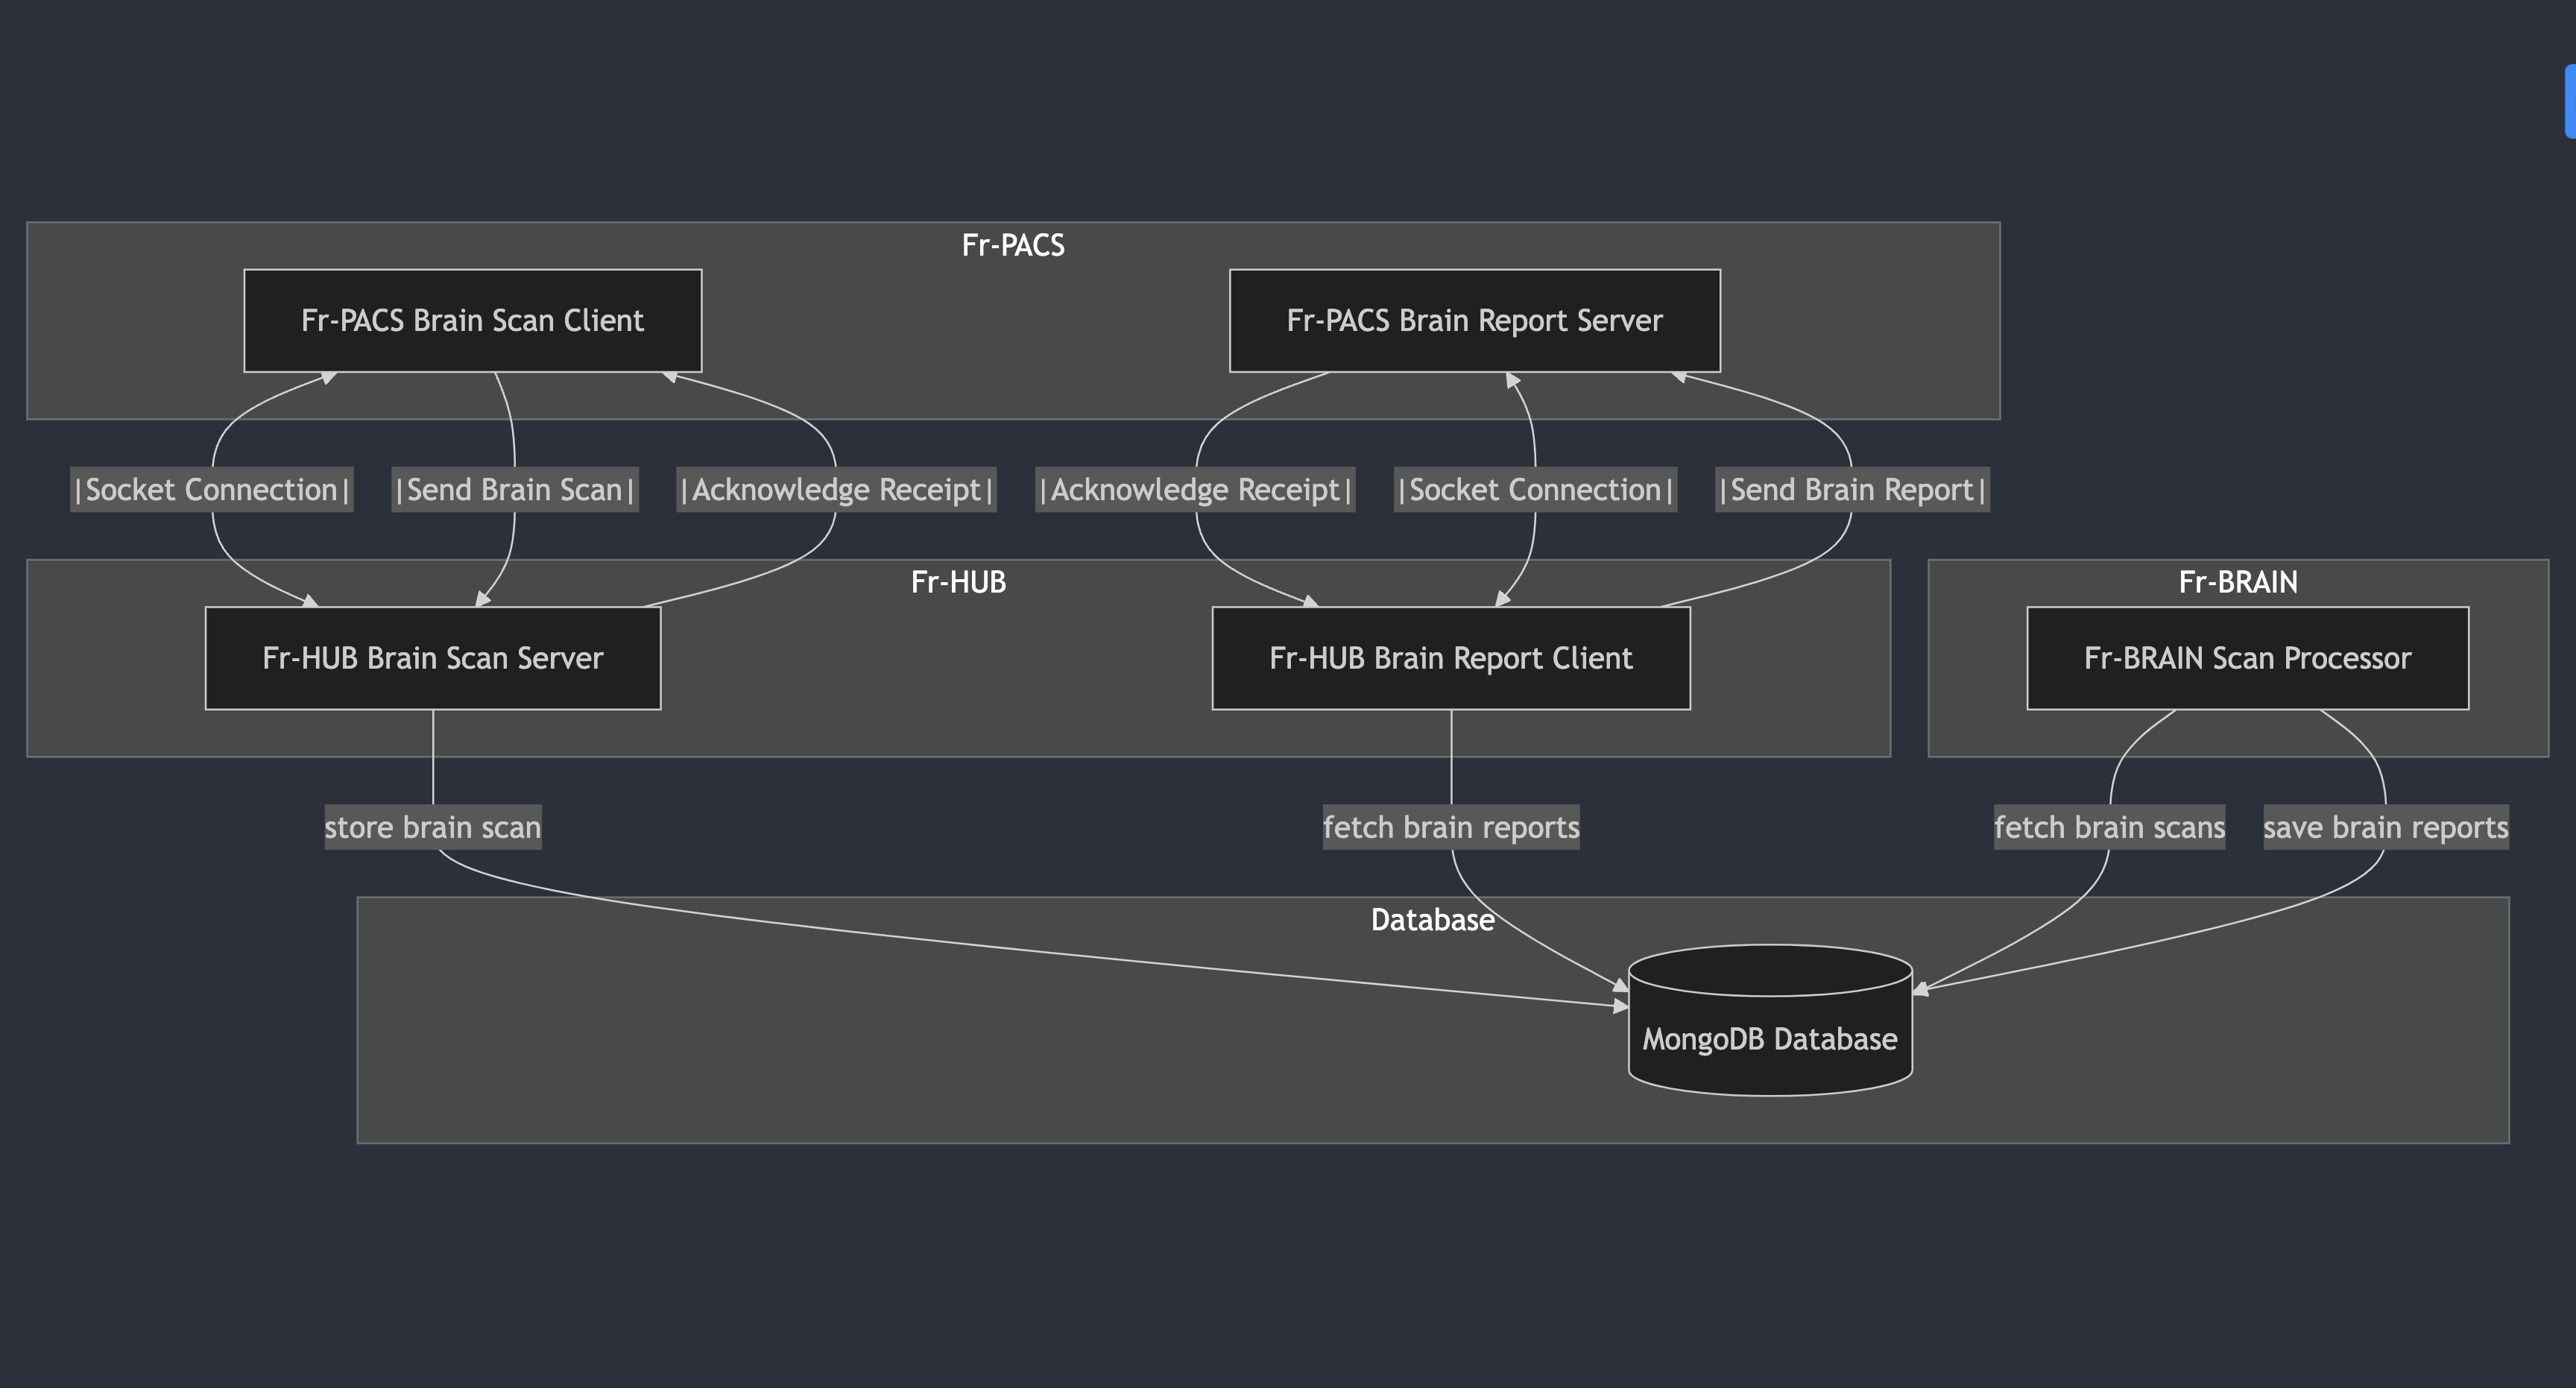 Fr-PACS
Fr-PACS Brain Scan Client
Fr-PACS Brain Report Server
|Socket Connection|
|Send Brain Scan|
|Acknowledge Receipt|
|Acknowledge Receipt|
|Socket Connection|
|Send Brain Report|
Fr-HUB
Fr-BRAIN
Fr-HUB Brain Scan Server
Fr-HUB Brain Report Client
Fr-BRAIN Scan Processor
store brain scan
fetch brain reports
fetch brain scans
save brain reports
Database
MongoDB Database